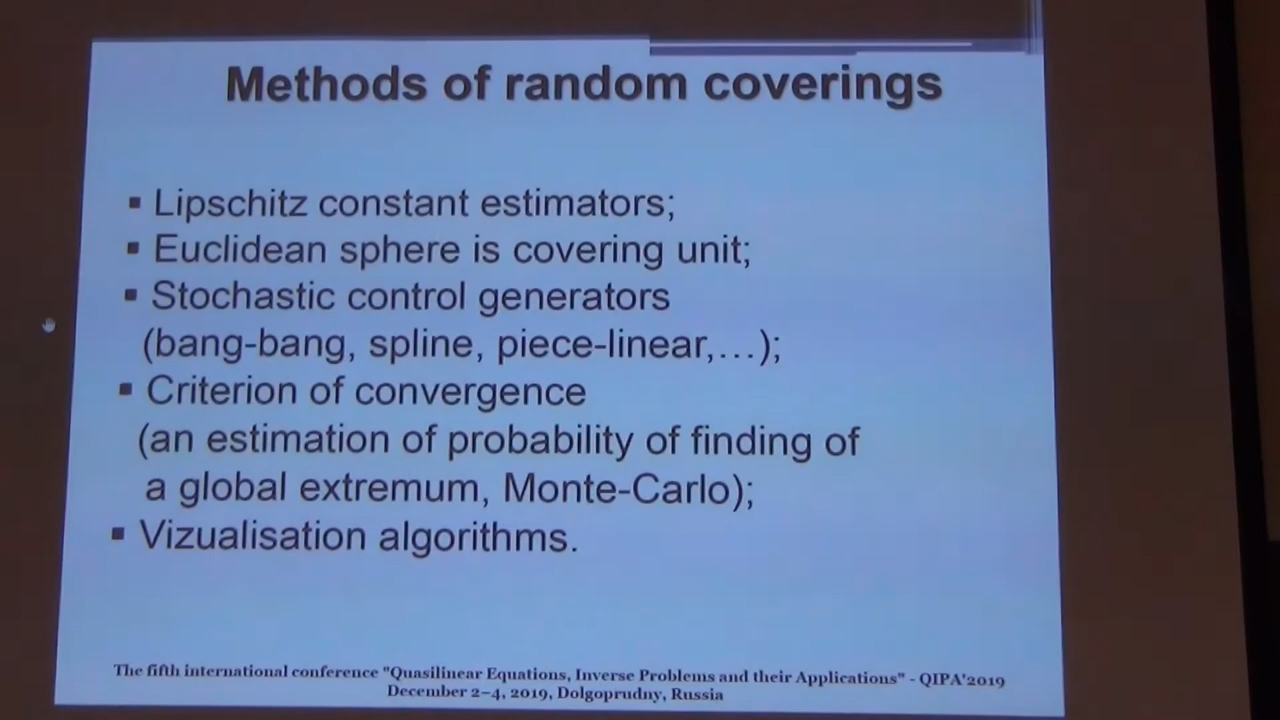 Methods of random coverings
▪ Lipschitz constant estimators;
▪ Euclidean sphere is covering unit;
▪ Stochastic control generators
(bang-bang, spline, piece-linear,…);
▪ Criterion of convergence
(an estimation of probability of finding of
a global extremum, Monte-Carlo);
▪ Vizualisation algorithms.
The fifth international conference "Quasilinear Equations, Inverse Problems and their Applications" - QIPA'2019
December 2–4, 2019, Dolgoprudny, Russia